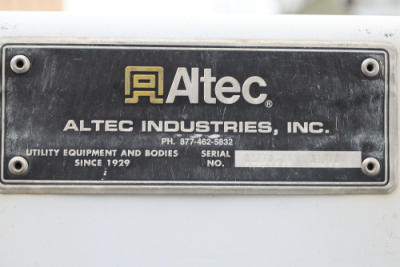 Altec®
ALTEC INDUSTRIES, INC.
PH. 877-462-5832
UTILITY EQUIPMENT AND BODIES SERIAL
SINCE 1929 NO.